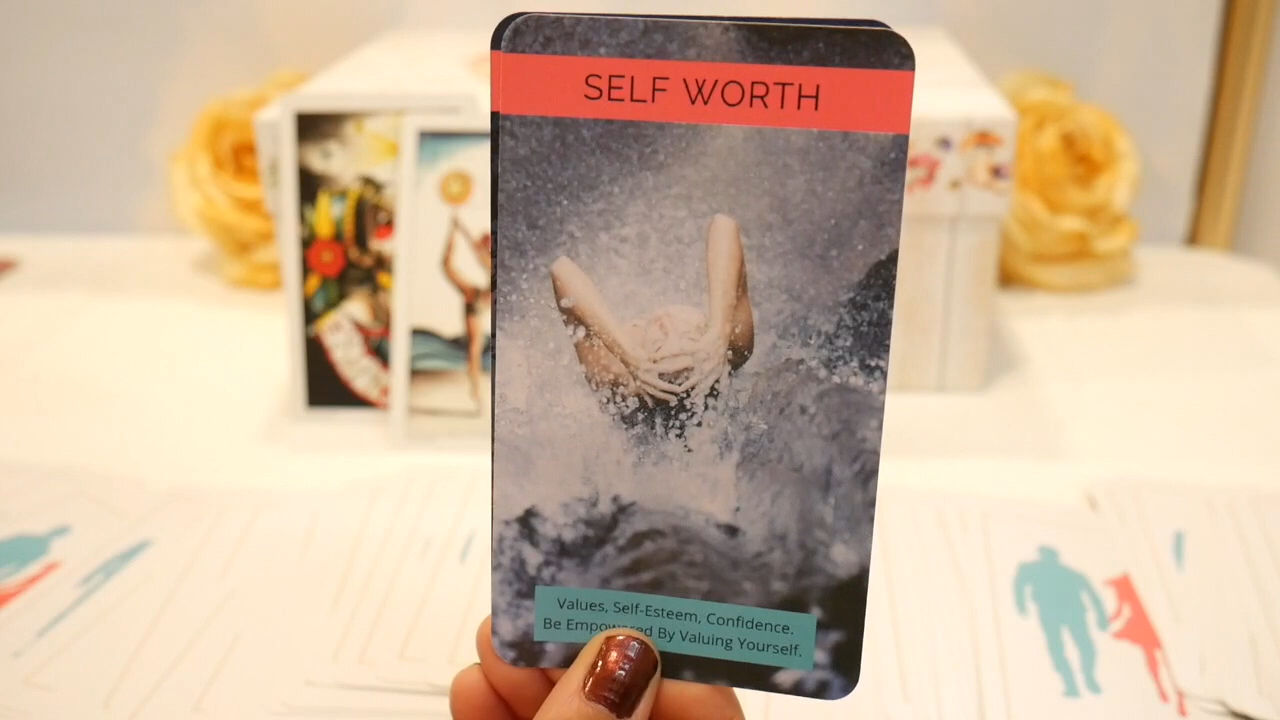 SELF WORTH
Values, Self-Esteem, Confidence.
Be Empowered By Valuing Yourself.